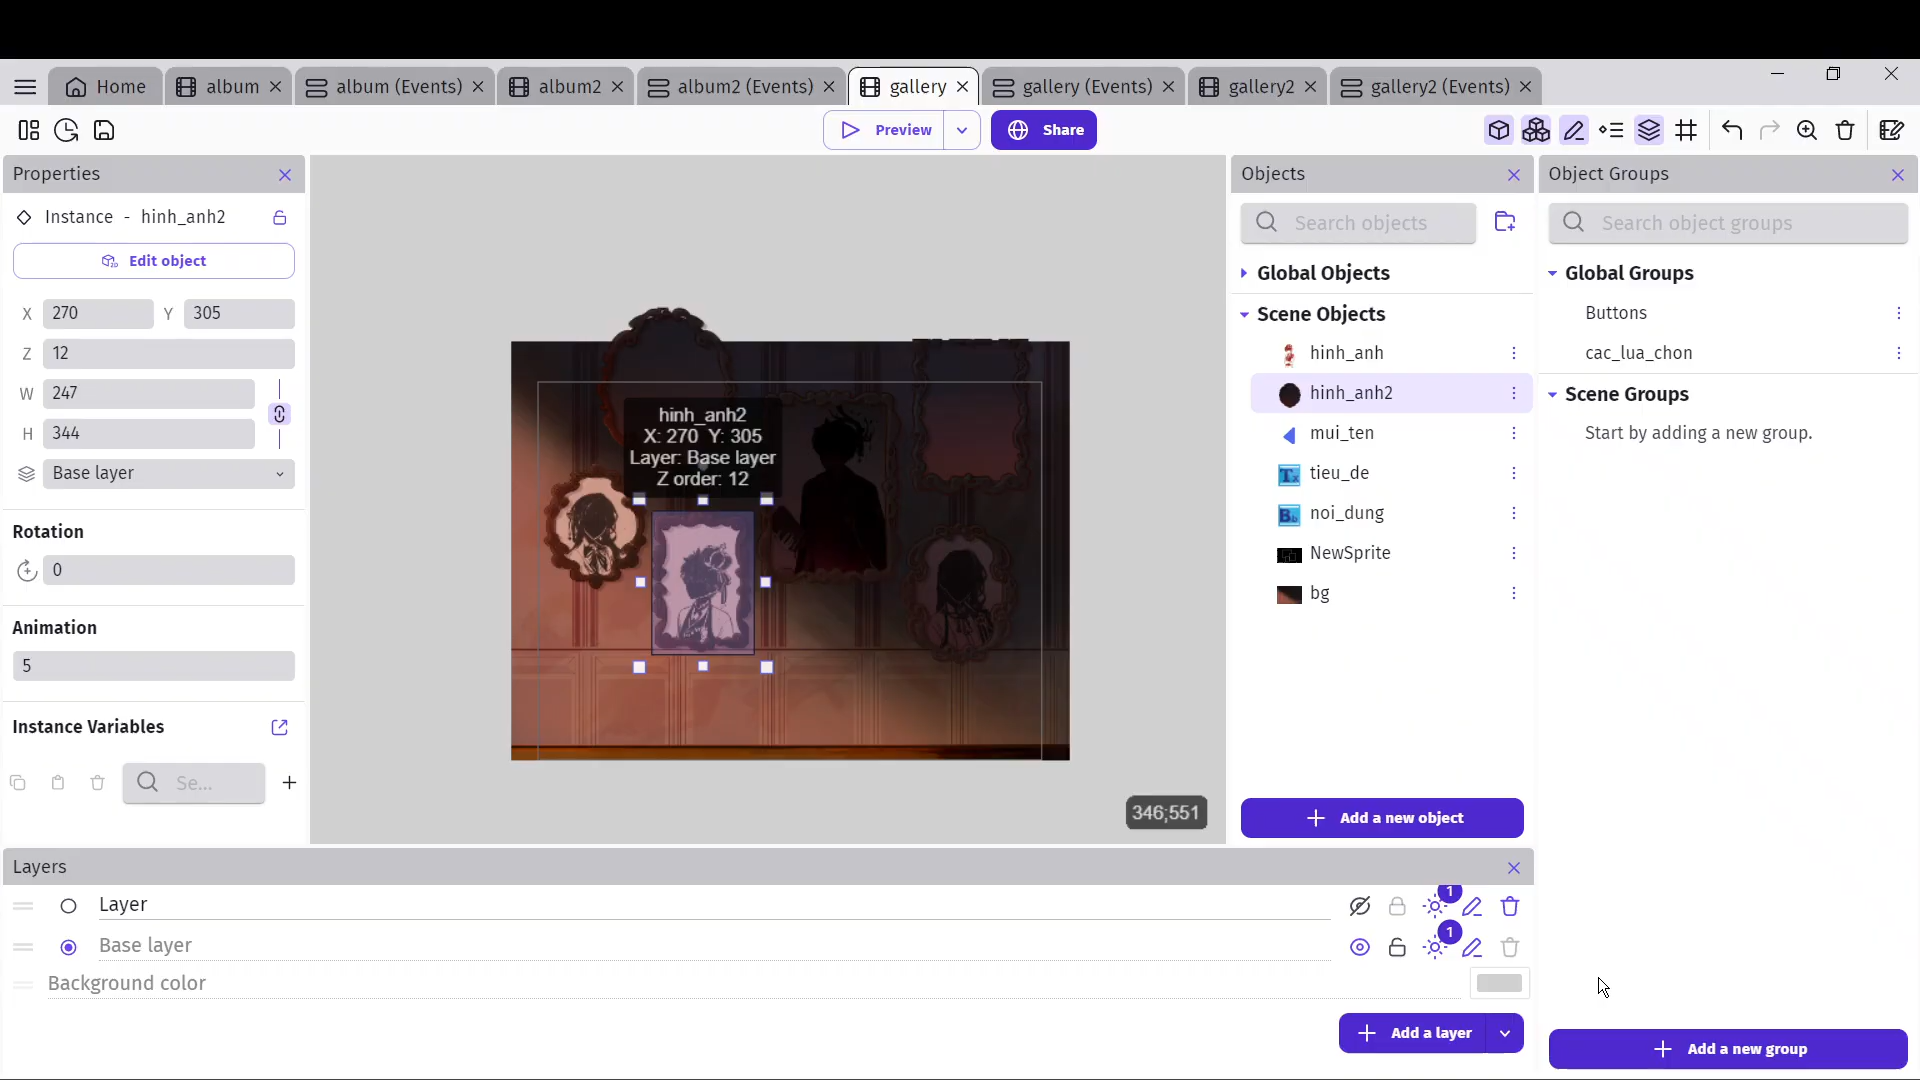 Home
album
album (Events)
album2
album2 (Events)
gallery
gallery (Events)
gallery2
gallery2 (Events)
Preview
Share
Properties
Instance - hinh_anh2
Edit object
X 270 Y 305
Z 12
W 247
H 344
Base layer
Rotation
0
Animation
5
Instance Variables
Se...
hinh_anh2
X: 270 Y: 305
Layer: Base layer
Z order: 12
346;551
Objects
Search objects
Global Objects
Scene Objects
hinh_anh
hinh_anh2
mui_ten
tieu_de
noi_dung
NewSprite
bg
Add a new object
Object Groups
Search object groups
Global Groups
Buttons
cac_lua_chon
Scene Groups
Start by adding a new group.
Add a new group
Layers
Layer
1
Base layer
1
Background color
Add a layer